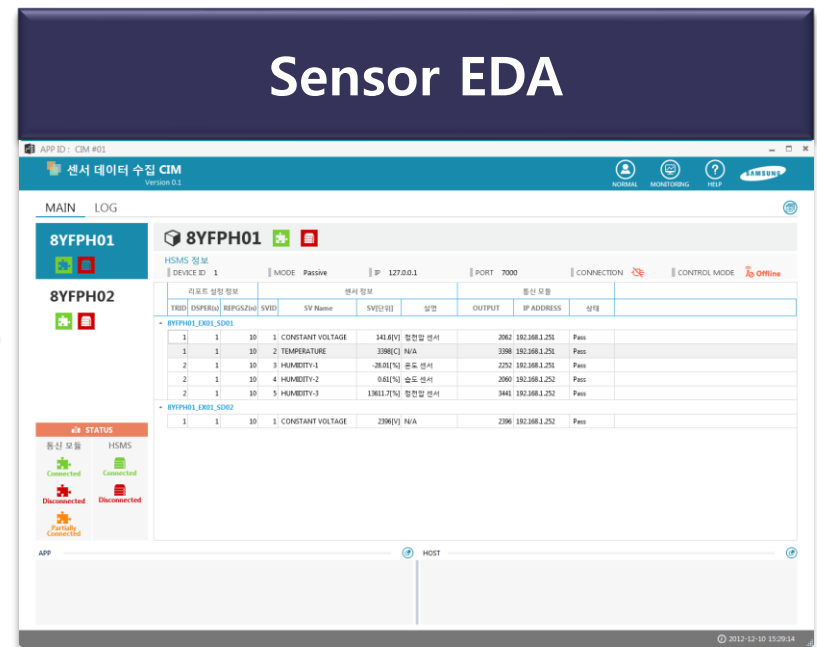 Sensor EDA
APP ID : CIM #01
센서 데이터 수집 CIM
Version 0.1
NORMAL MONITORING HELP SAMSUNG
MAIN LOG
8YFPH01
8YFPH02
8YFPH01
HSMS 정보
DEVICE ID 1 MODE Passive IP 127.0.0.1 PORT 7000 CONNECTION CONTROL MODE Offline
리포트 설정 정보 센서 정보 통신 모듈
TRID DSPER(s) REPGSZ(n) SVID SV Name SV[단위] 설명 OUTPUT IP ADDRESS 상태
8YFPH01_EX01_SD01
1 1 10 1 CONSTANT VOLTAGE 141.6[V] 정전압 센서 2062 192.168.1.251 Pass
1 1 10 2 TEMPERATURE 3398[C] N/A 3398 192.168.1.251 Pass
2 1 10 3 HUMIDITY-1 -28.01[%] 온도 센서 2252 192.168.1.251 Pass
2 1 10 4 HUMIDITY-2 0.61[%] 습도 센서 2060 192.168.1.252 Pass
2 1 10 5 HUMIDITY-3 13611.7[%] 정전압 센서 3441 192.168.1.252 Pass
8YFPH01_EX01_SD02
1 1 10 1 CONSTANT VOLTAGE 2396[V] N/A 2396 192.168.1.252 Pass
STATUS
통신 모듈 HSMS
Connected Connected
Disconnected Disconnected
Partially
Connected
APP HOST
2012-12-10 15:29:14